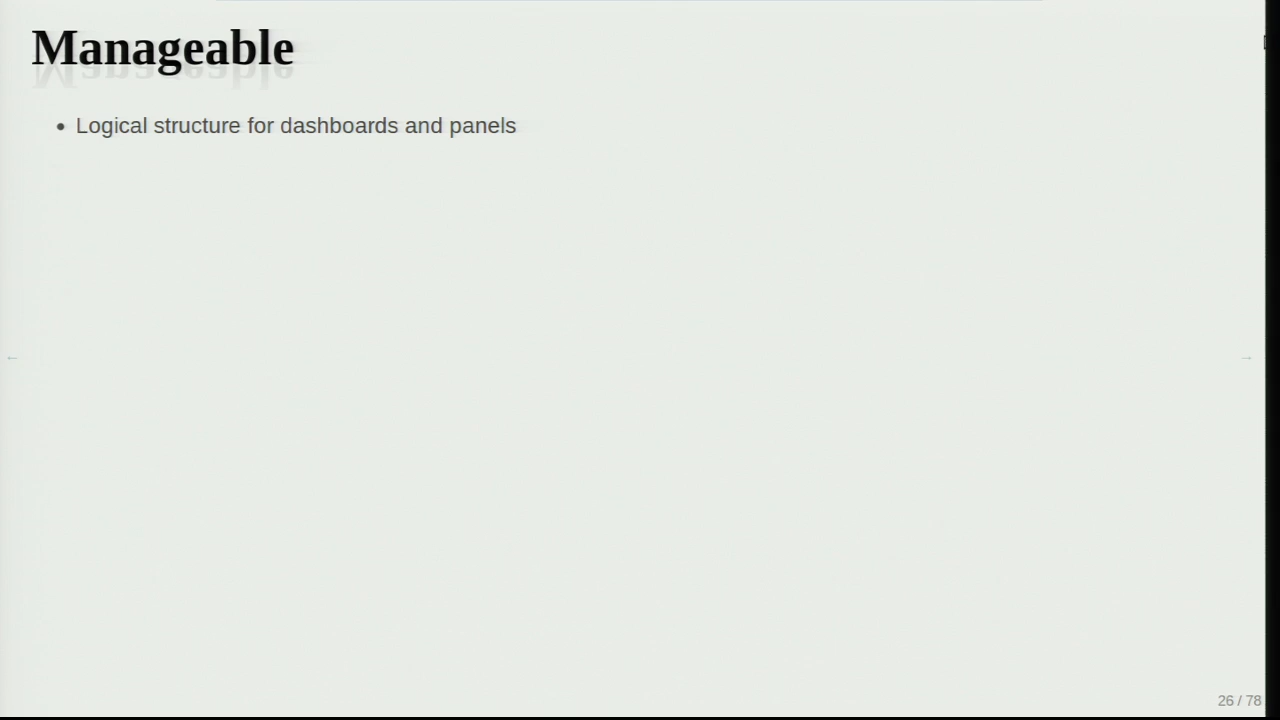 Manageable
• Logical structure for dashboards and panels
←
→
26 / 78